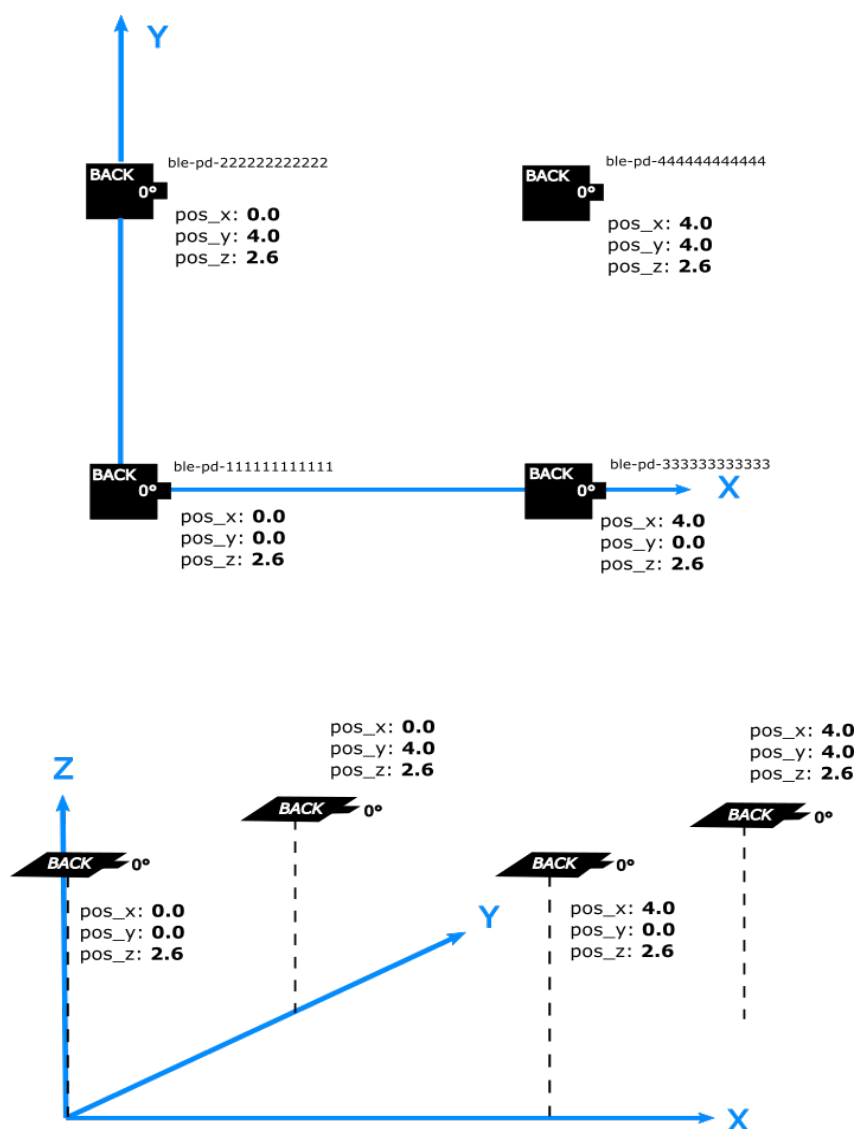 Y
BACK
0°
ble-pd-222222222222
pos_x: 0.0
pos_y: 4.0
pos_z: 2.6
BACK
0°
ble-pd-444444444444
pos_x: 4.0
pos_y: 4.0
pos_z: 2.6
BACK
0°
ble-pd-111111111111
pos_x: 0.0
pos_y: 0.0
pos_z: 2.6
BACK
0°
ble-pd-333333333333
X
pos_x: 4.0
pos_y: 0.0
pos_z: 2.6
pos_x: 0.0
pos_y: 4.0
pos_z: 2.6
pos_x: 4.0
pos_y: 4.0
pos_z: 2.6
Z
BACK
0°
BACK
0°
BACK
0°
BACK
0°
pos_x: 0.0
pos_y: 0.0
pos_z: 2.6
Y
pos_x: 4.0
pos_y: 0.0
pos_z: 2.6
X